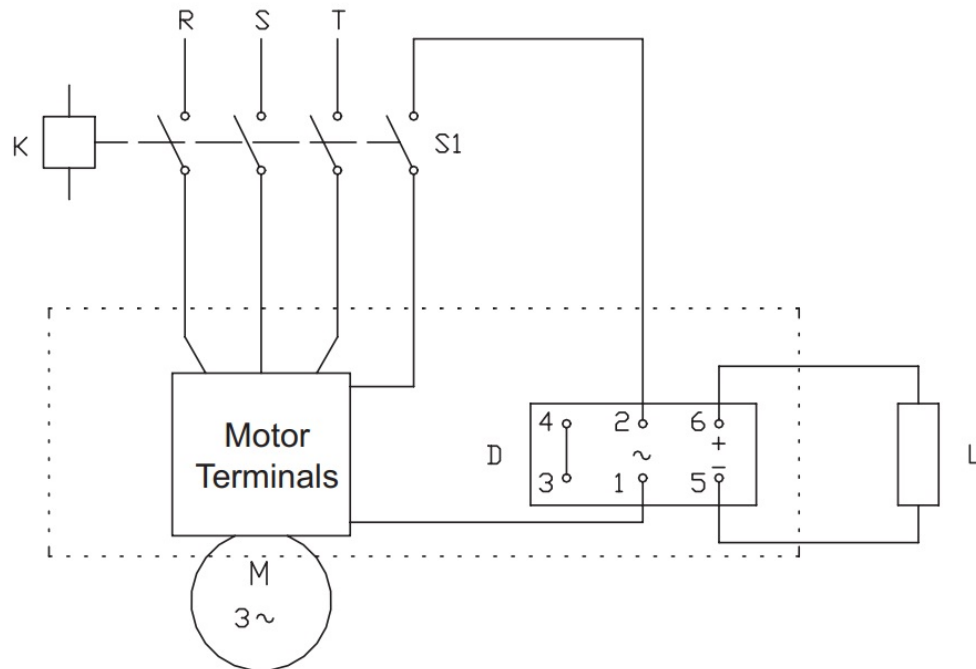 R S T
K S1
Motor
Terminals
4 2 6
+
D ~ L
3 1 5
−
M
3~